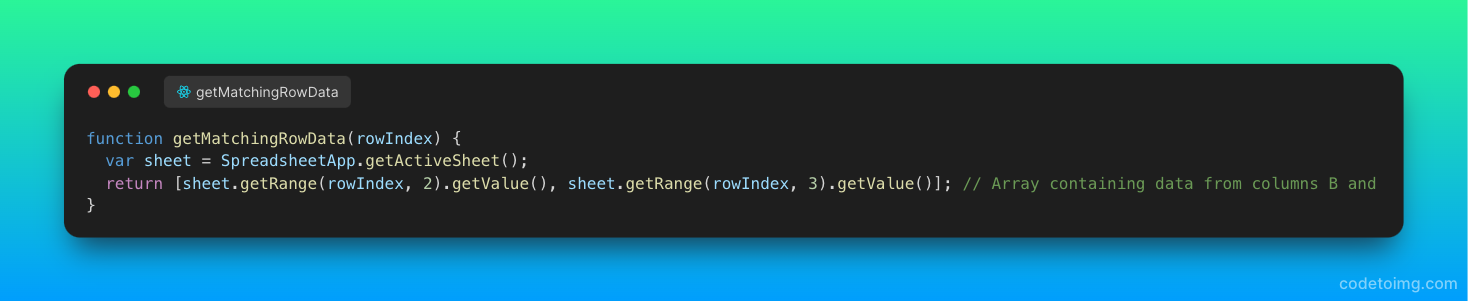 getMatchingRowData
function getMatchingRowData(rowIndex) {
  var sheet = SpreadsheetApp.getActiveSheet();
  return [sheet.getRange(rowIndex, 2).getValue(), sheet.getRange(rowIndex, 3).getValue()]; // Array containing data from columns B and
}
codetoimg.com